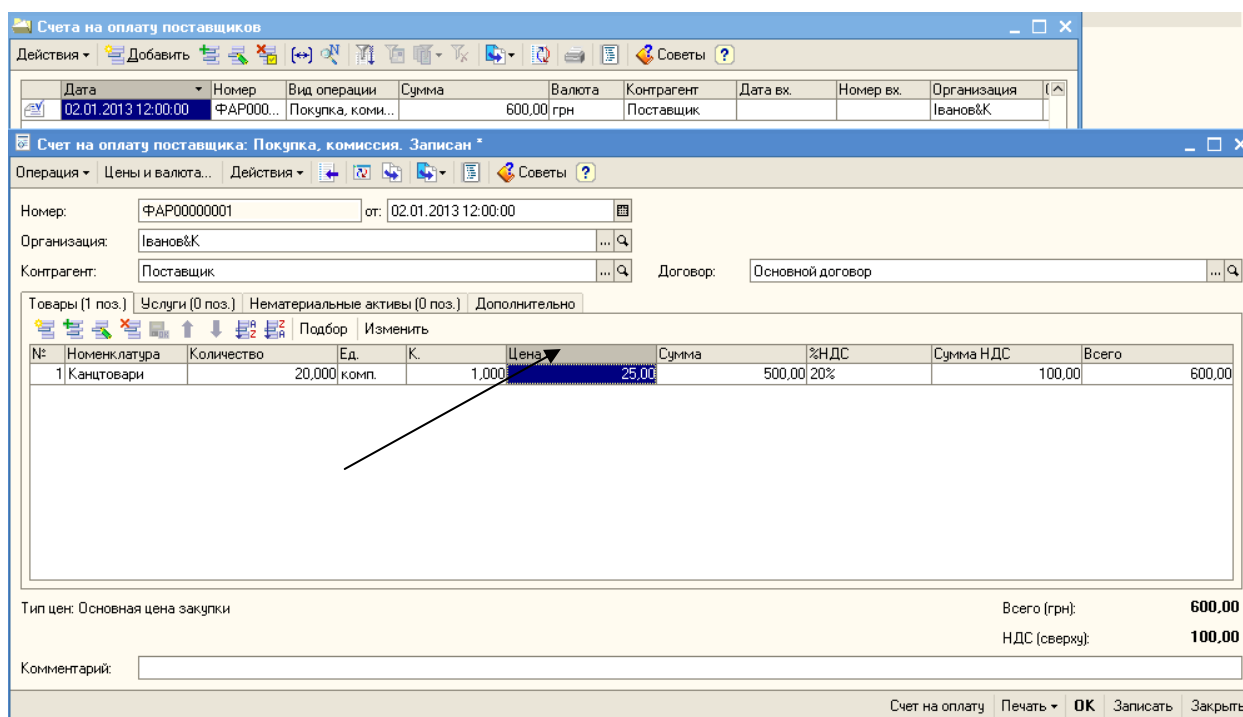 Счета на оплату поставщиков
Действия Добавить Советы ?
Дата Номер Вид операции Сумма Валюта Контрагент Дата вх. Номер вх. Организация
02.01.2013 12:00:00 ФАР000... Покупка, коми... 600,00 грн Поставщик Іванов&К
Счет на оплату поставщика: Покупка, комиссия. Записан *
Операция Цены и валюта... Действия Советы ?
Номер: ФАР00000001 от: 02.01.2013 12:00:00
Организация: Іванов&К ...
Контрагент: Поставщик ... Договор: Основной договор ...
Товары (1 поз.) Услуги (0 поз.) Нематериальные активы (0 поз.) Дополнительно
Подбор Изменить
№ Номенклатура Количество Ед. К. Цена Сумма %НДС Сумма НДС Всего
1 Канцтовари 20,000 комп. 1,000 25,00 500,00 20% 100,00 600,00
Тип цен: Основная цена закупки Всего (грн): 600,00
НДС (сверху): 100,00
Комментарий:
Счет на оплату Печать OK Записать Закрыть